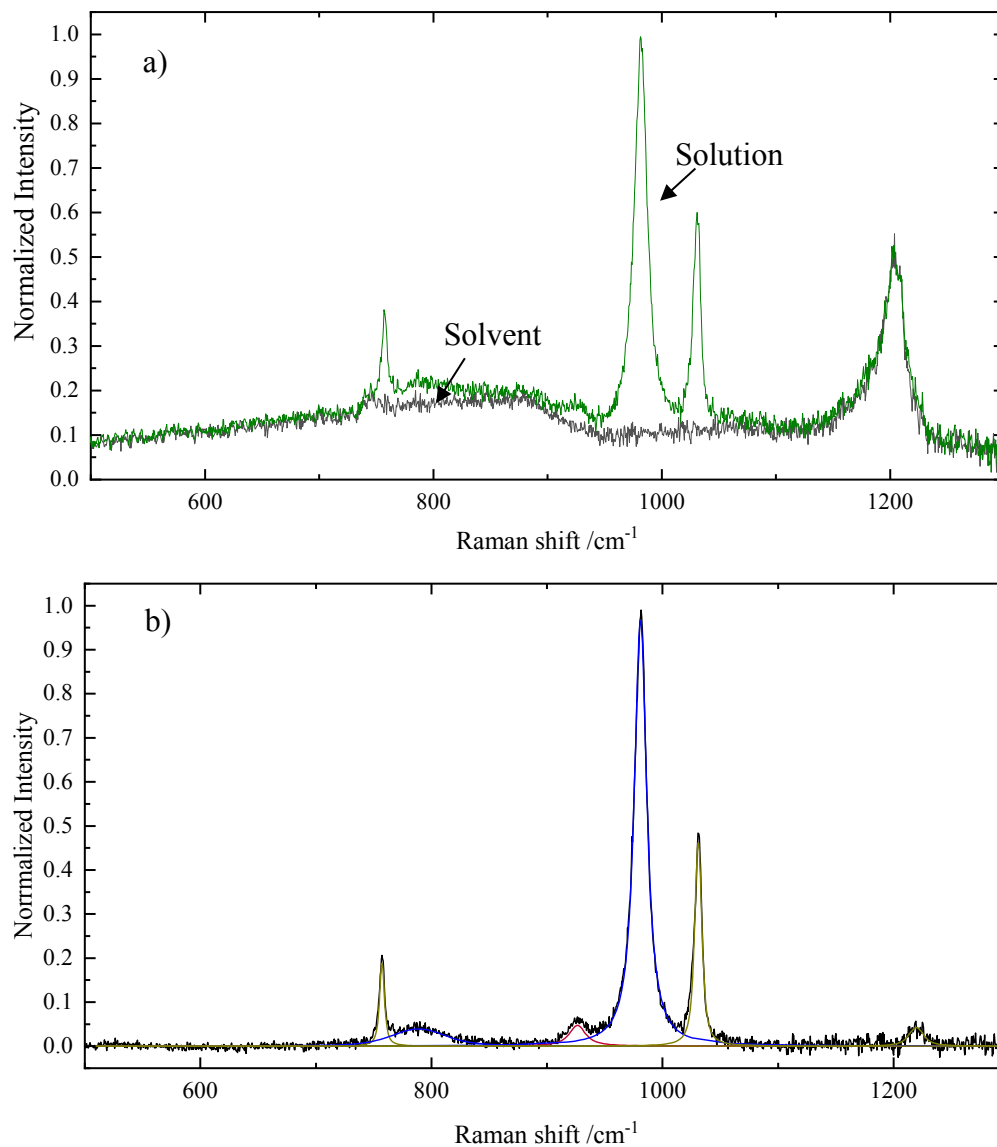 a)
1.0
0.9
0.8
0.7
0.6
0.5
0.4
0.3
0.2
0.1
0.0
Normalized Intensity
Solution
Solvent
600 800 1000 1200
Raman shift /cm-1
b)
1.0
0.9
0.8
0.7
0.6
0.5
0.4
0.3
0.2
0.1
0.0
Norrmalized Intensity
600 800 1000 1200
Raman shift /cm-1